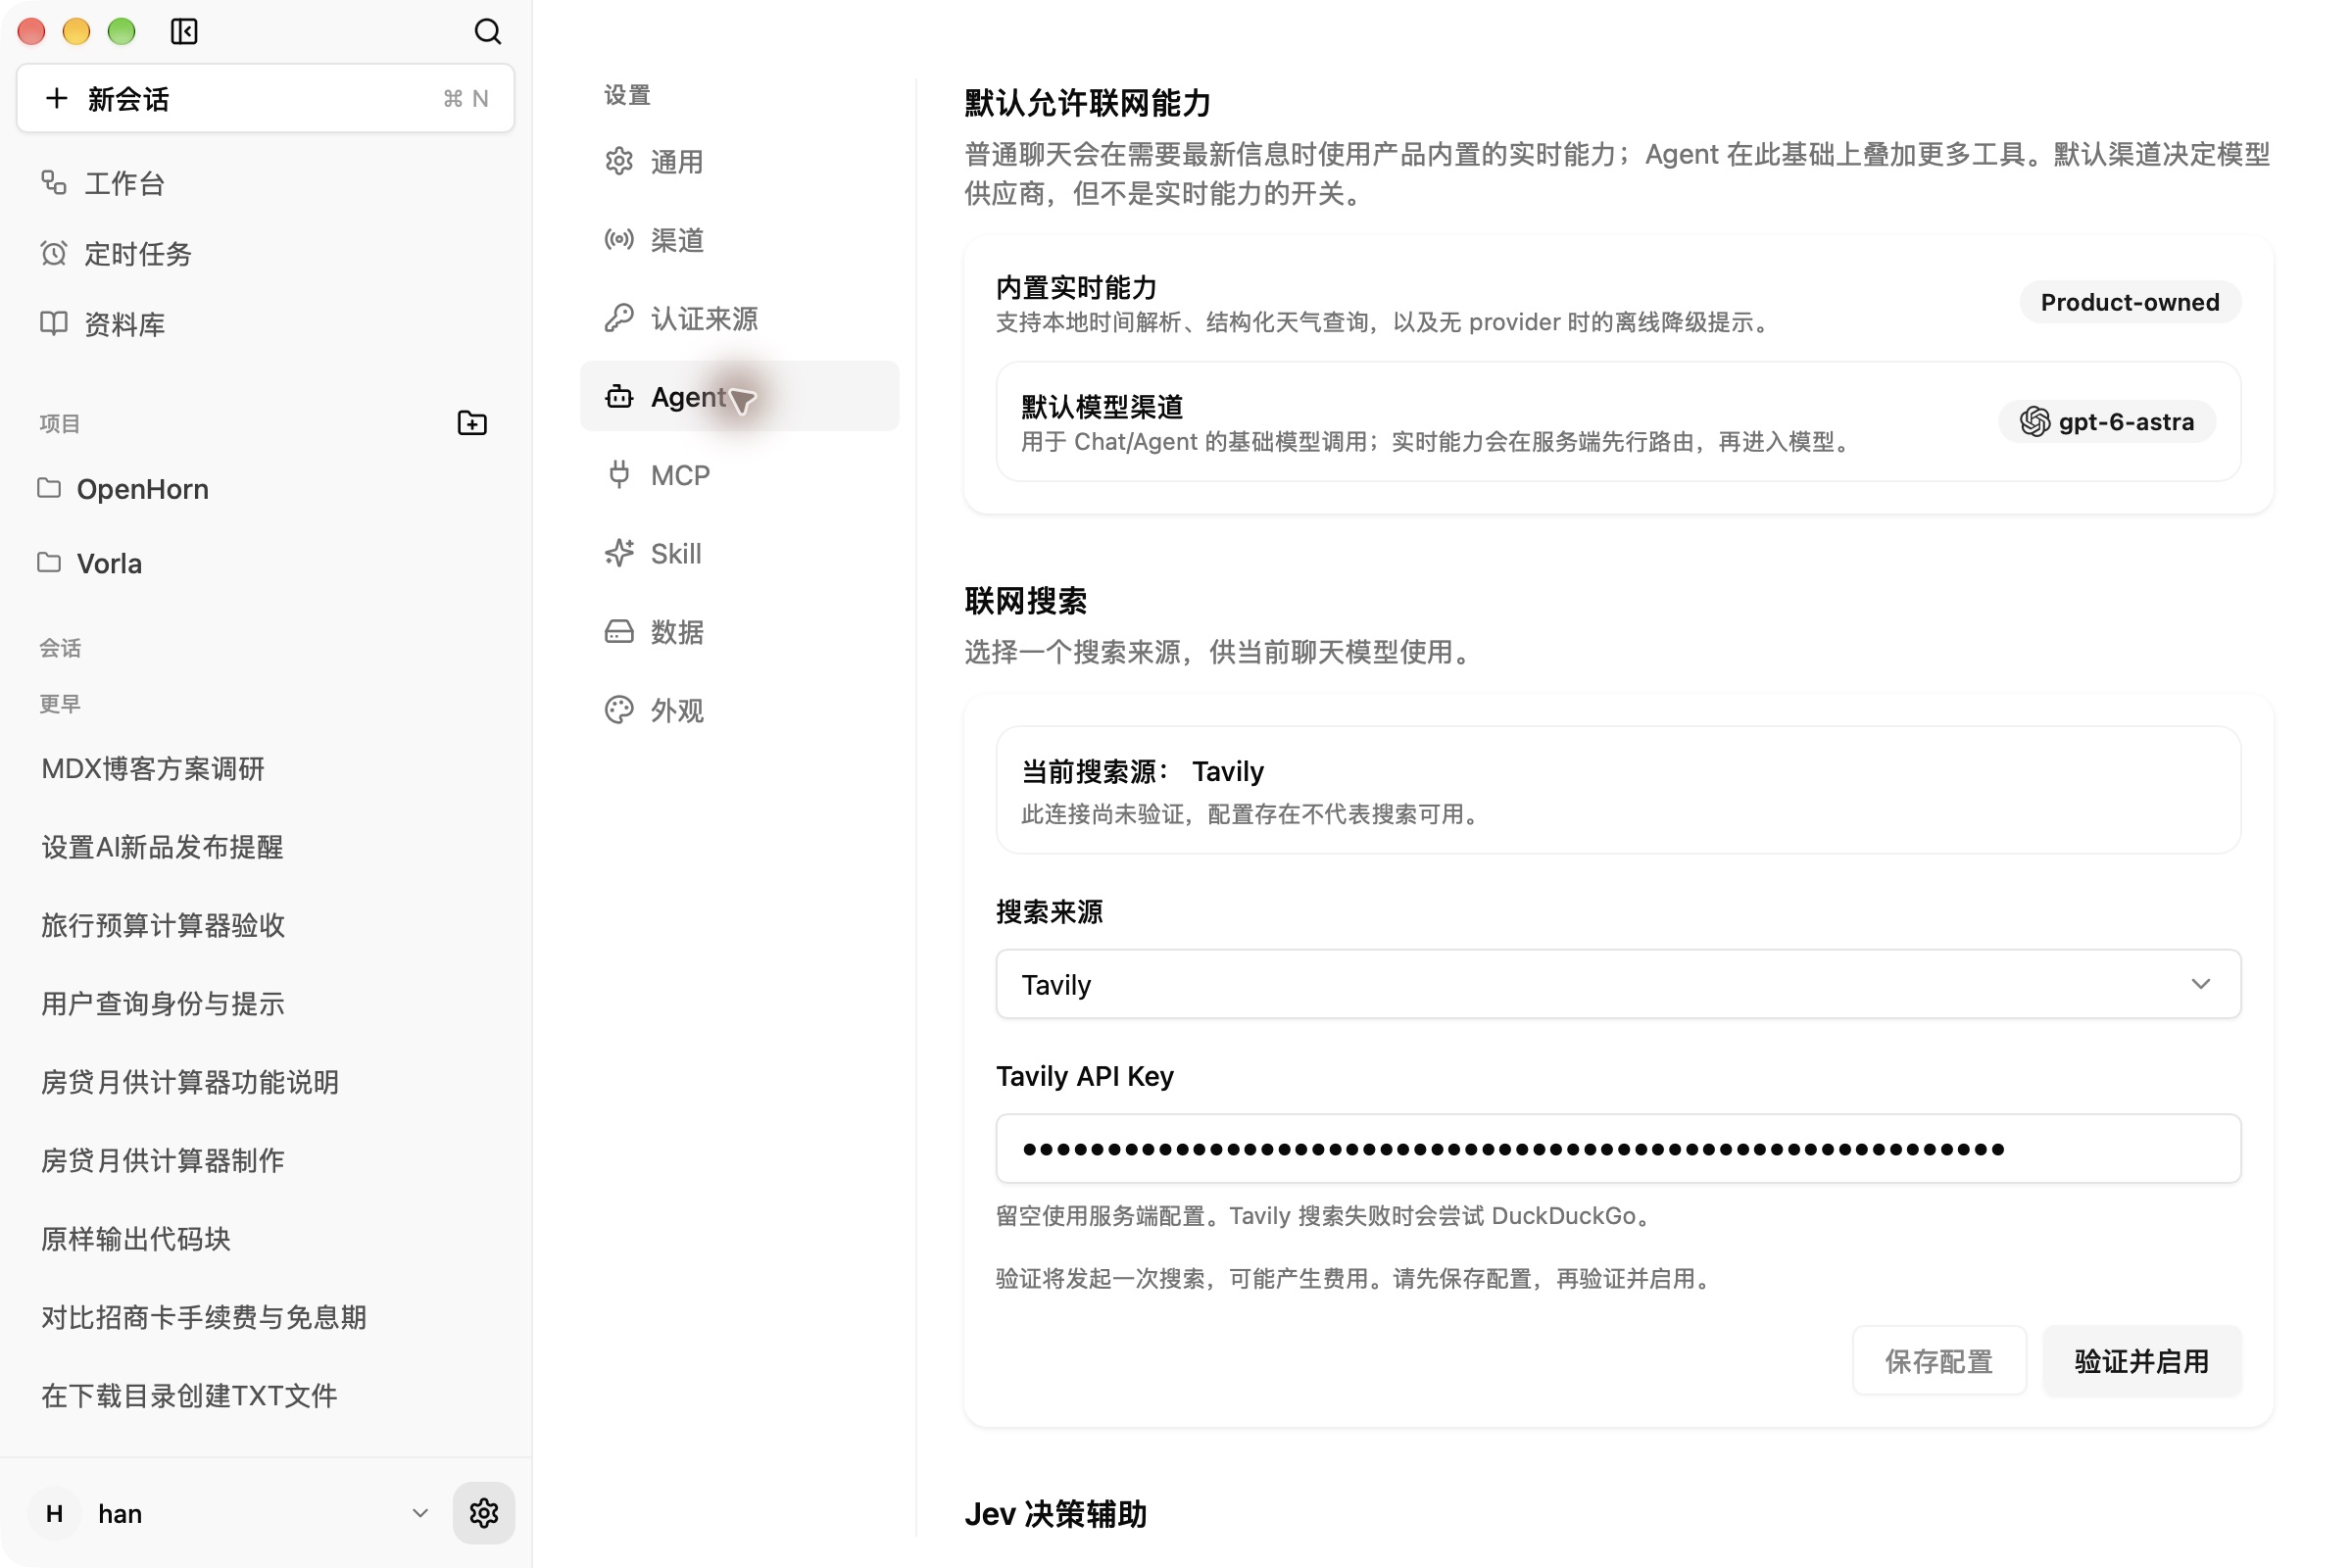 新会话
⌘ N
工作台
定时任务
资料库
项目
OpenHorn
Vorla
会话
更早
MDX博客方案调研
设置AI新品发布提醒
旅行预算计算器验收
用户查询身份与提示
房贷月供计算器功能说明
房贷月供计算器制作
原样输出代码块
对比招商卡手续费与免息期
在下载目录创建TXT文件
H
han
设置
通用
渠道
认证来源
Agent
MCP
Skill
数据
外观
默认允许联网能力
普通聊天会在需要最新信息时使用产品内置的实时能力；Agent 在此基础上叠加更多工具。默认渠道决定模型
供应商，但不是实时能力的开关。
内置实时能力
支持本地时间解析、结构化天气查询，以及无 provider 时的离线降级提示。
Product-owned
默认模型渠道
用于 Chat/Agent 的基础模型调用；实时能力会在服务端先行路由，再进入模型。
gpt-6-astra
联网搜索
选择一个搜索来源，供当前聊天模型使用。
当前搜索源： Tavily
此连接尚未验证，配置存在不代表搜索可用。
搜索来源
Tavily
Tavily API Key
留空使用服务端配置。Tavily 搜索失败时会尝试 DuckDuckGo。
验证将发起一次搜索，可能产生费用。请先保存配置，再验证并启用。
保存配置
验证并启用
Jev 决策辅助